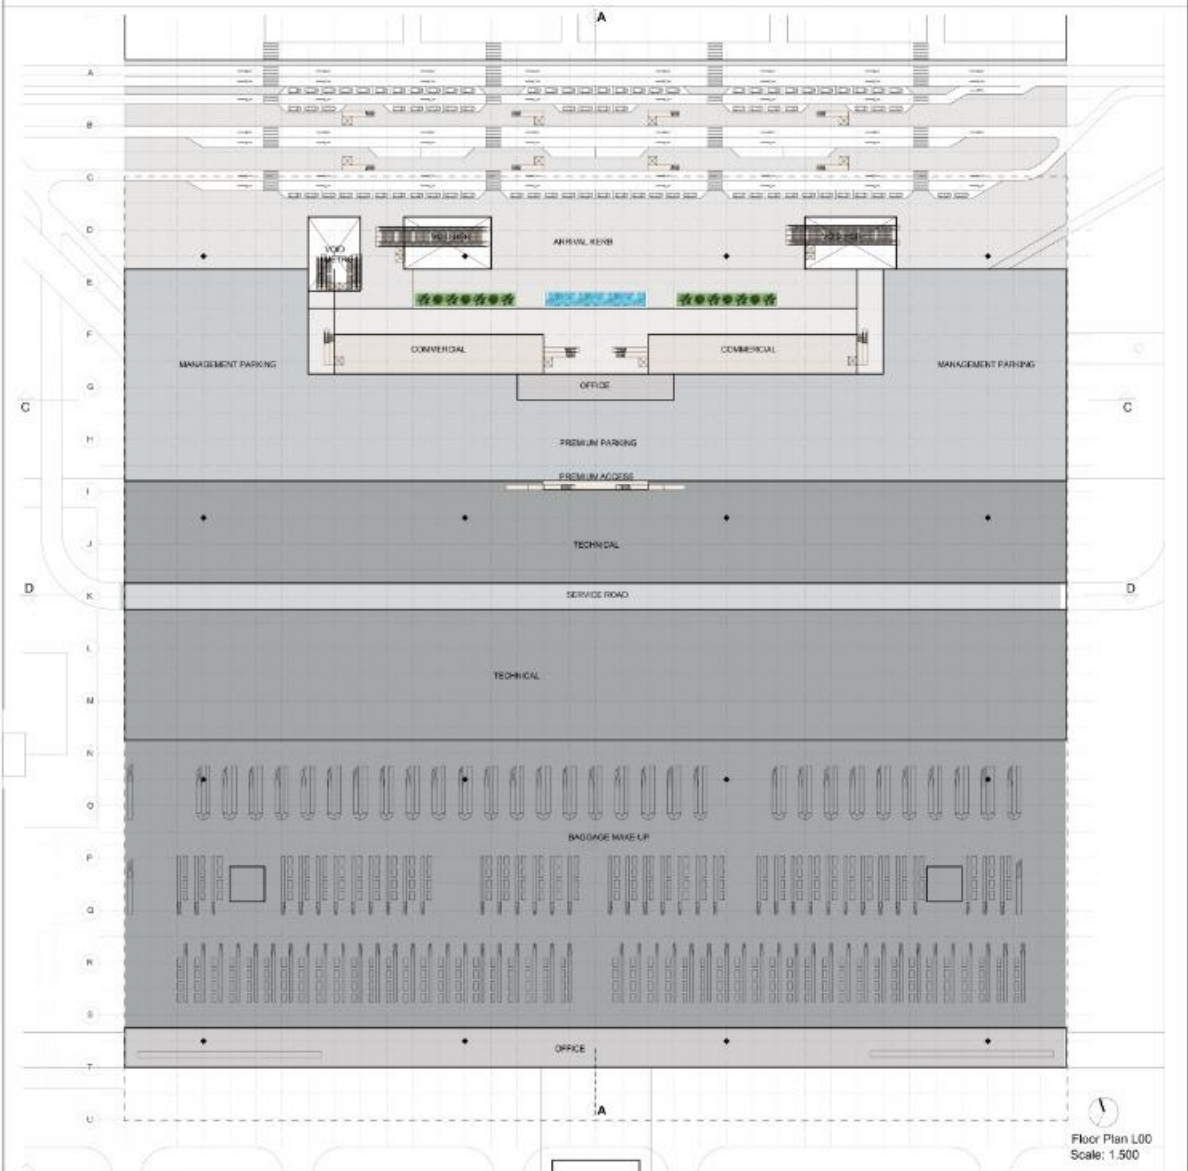 A
A
B
C
D
VOID
METRO
ARRIVAL KERB
E
F
COMMERCIAL
COMMERCIAL
MANAGEMENT PARKING
MANAGEMENT PARKING
G
OFFICE
C
C
H
PREMIUM PARKING
PREMIUM ACCESS
I
J
TECHNICAL
D
D
K
SERVICE ROAD
L
TECHNICAL
M
N
O
BAGGAGE MAKE-UP
P
Q
R
S
OFFICE
T
A
U
Floor Plan L00
Scale: 1.500